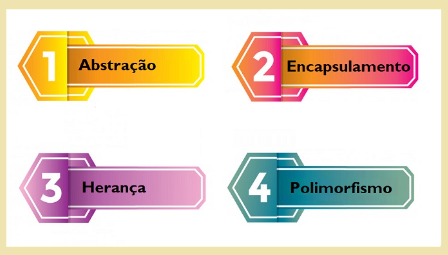 1 Abstração
2 Encapsulamento
3 Herança
4 Polimorfismo